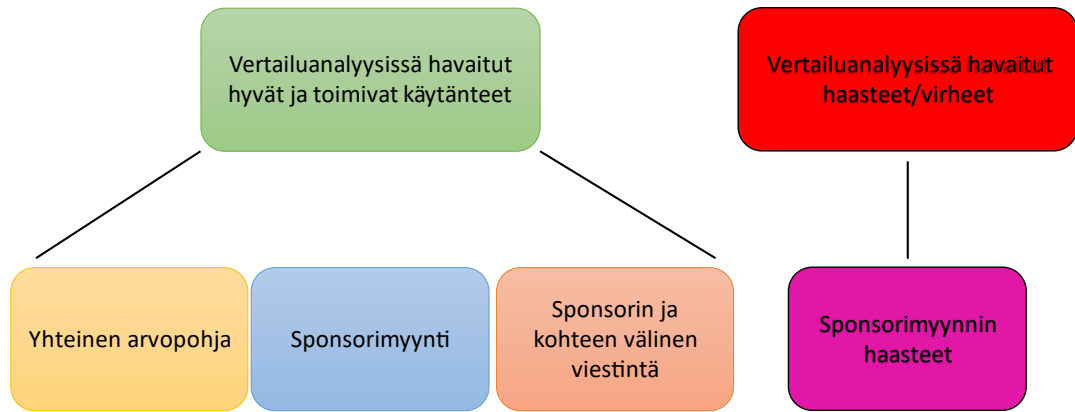 Vertailuanalyysissä havaitut
hyvät ja toimivat käytänteet
Vertailuanalyysissä havaitut
haasteet/virheet
Yhteinen arvopohja
Sponsorimyynti
Sponsorin ja
kohteen välinen
viestintä
Sponsorimyynnin
haasteet